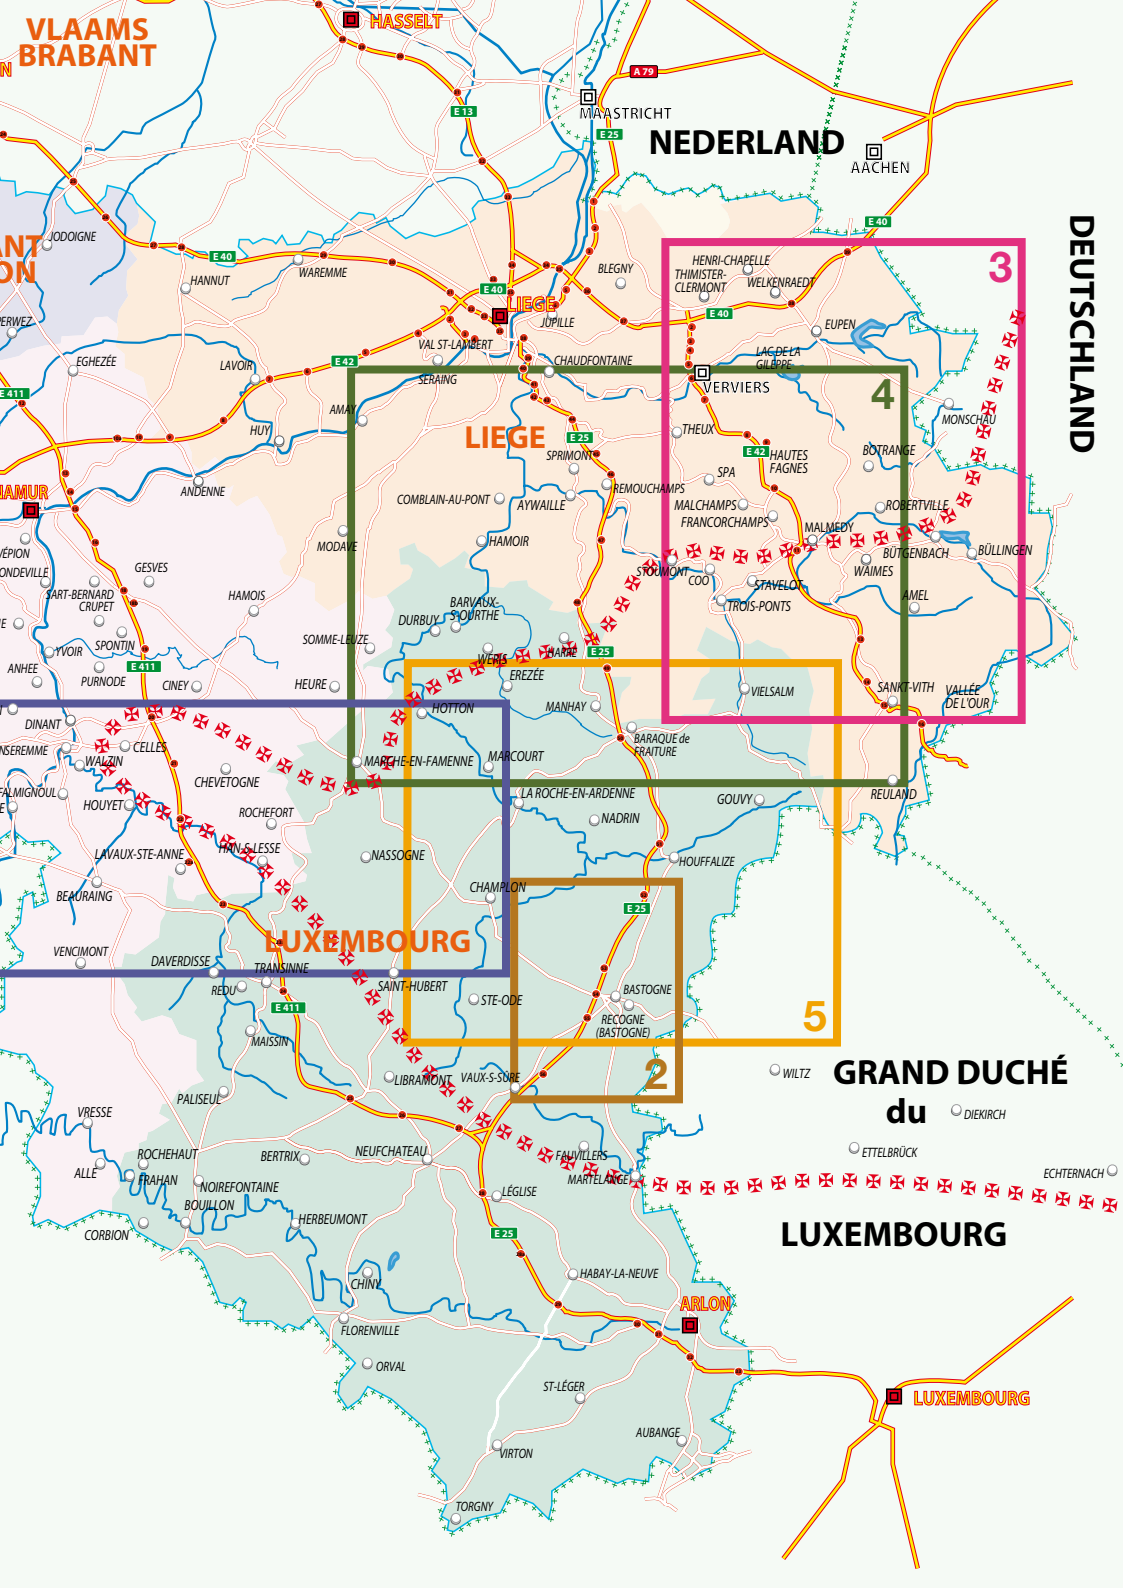 VLAAMS
BRABANT
HASSELT
A 79
MAASTRICHT
E 13
E 25
NEDERLAND
AACHEN
DEUTSCHLAND
JODOIGNE
E 40
E 40
HANNUT
WAREMME
BLEGNY
HENRI-CHAPELLE
THIMISTER-
CLERMONT
WELKENRAEDT
3
E 40
LIEGE
JUPILLE
E 40
EUPEN
EGHEZÉE
LAVOIR
E 42
VAL ST-LAMBERT
SERAING
CHAUDFONTAINE
LAC DE LA
GILEPPE
VERVIERS
4
E 411
AMAY
HUY
LIEGE
E 25
SPRIMONT
THEUX
E 42
HAUTES
FAGNES
MONSCHAU
BOTRANGE
NAMUR
ANDENNE
COMBLAIN-AU-PONT
AYWAILLE
REMOUCHAMPS
SPA
MALCHAMPS
FRANCORCHAMPS
ROBERTVILLE
MODAVE
HAMOIR
MALMEDY
BÜTGENBACH
BÜLLINGEN
GESVES
SART-BERNARD
CRUPET
HAMOIS
STOUMONT
COO
STAVELOT
WAIMES
TROIS-PONTS
AMEL
BARVAUX-
S-OURTHE
DURBUY
SPONTIN
YVOIR
SOMME-LEUZE
WERIS
HARRE
E 25
ANHEE
PURNODE
E 411
CINEY
HEURE
EREZÉE
VIELSALM
SANKT-VITH
VALLÉE
DE L'OUR
HOTTON
MANHAY
DINANT
CELLES
WALZIN
MARCHE-EN-FAMENNE
MARCOURT
BARAQUE de
FRAITURE
CHEVETOGNE
HOUYET
ROCHEFORT
LA ROCHE-EN-ARDENNE
GOUVY
REULAND
NADRIN
LAVAUX-STE-ANNE
HAN-S-LESSE
NASSOGNE
HOUFFALIZE
BEAURAING
CHAMPLON
E 25
LUXEMBOURG
VENCIMONT
DAVERDISSE
TRANSINNE
REDU
SAINT-HUBERT
STE-ODE
BASTOGNE
RECOGNE
(BASTOGNE)
5
E 411
MAISSIN
LIBRAMONT
VAUX-S-SÛRE
2
WILTZ
GRAND DUCHÉ
du
DIEKIRCH
PALISEUL
VRESSE
ROCHEHAUT
BERTRIX
NEUFCHATEAU
FAUVILLERS
ETTELBRÜCK
ALLE
FRAHAN
MARTELANGE
ECHTERNACH
NOIREFONTAINE
LÉGLISE
BOUILLON
CORBION
HERBEUMONT
E 25
LUXEMBOURG
CHINY
HABAY-LA-NEUVE
ARLON
FLORENVILLE
ORVAL
ST-LÉGER
LUXEMBOURG
AUBANGE
VIRTON
TORGNY